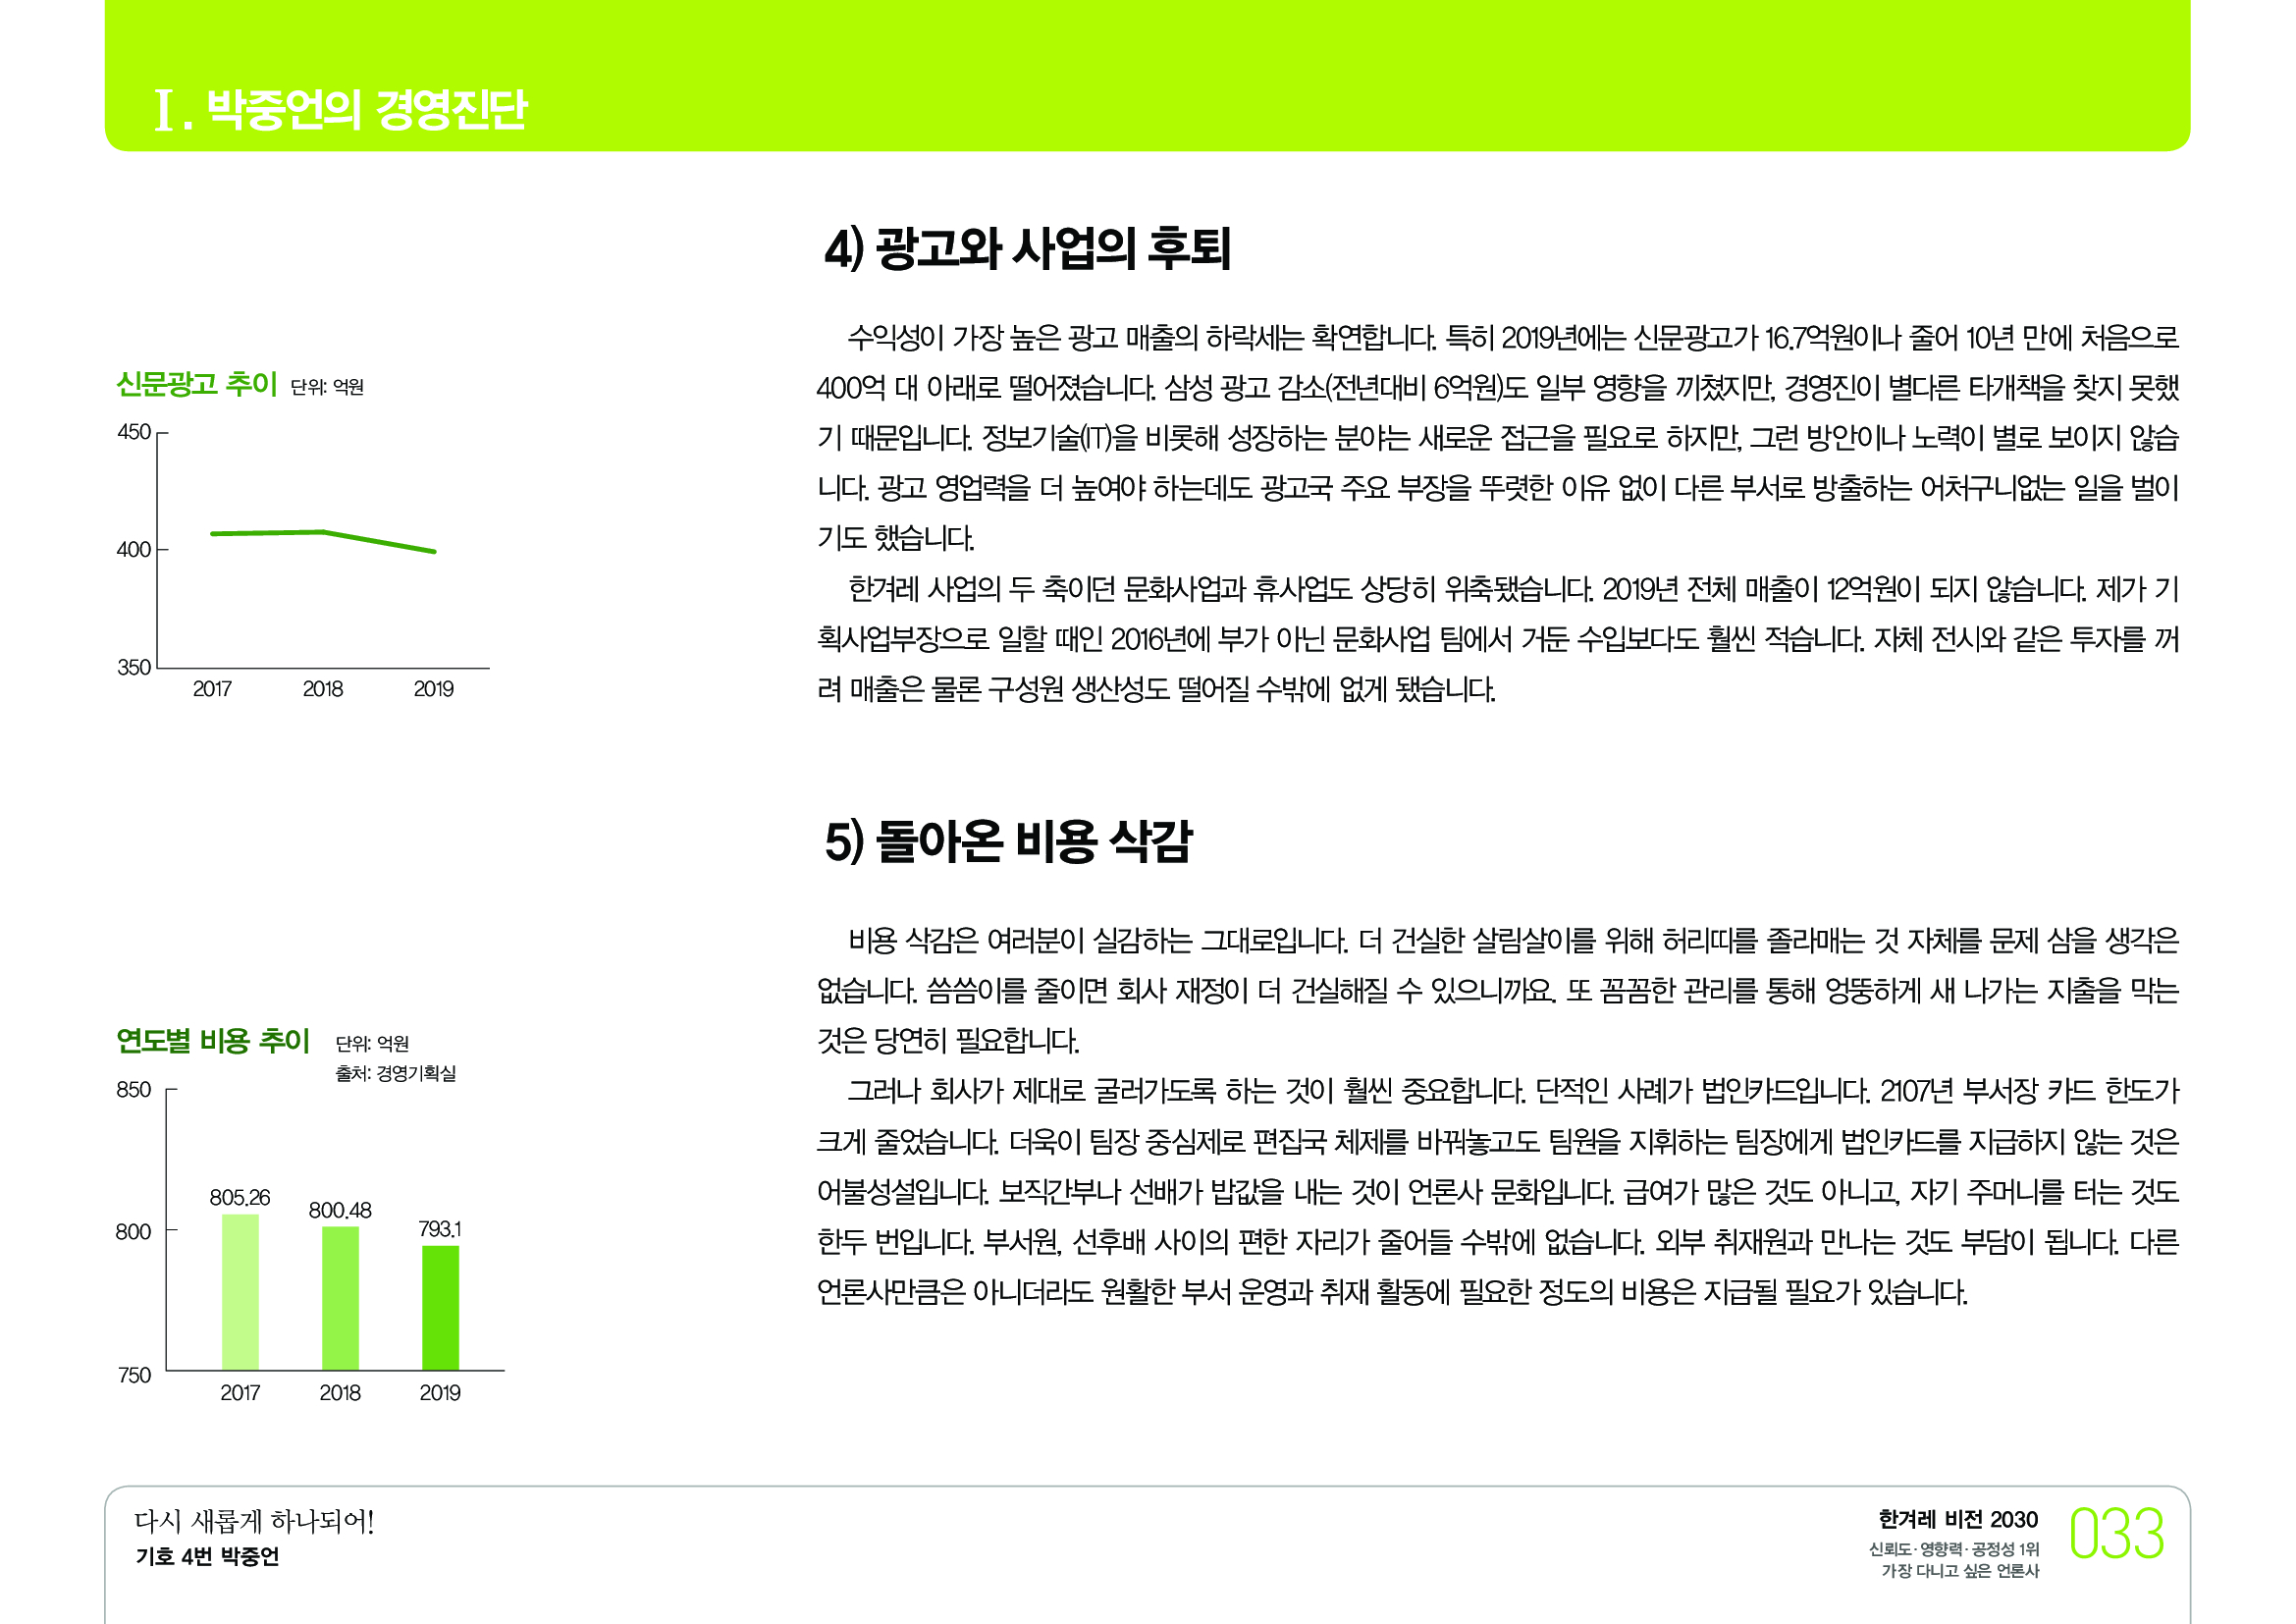 I. 박중언의 경영진단
4) 광고와 사업의 후퇴
수익성이 가장 높은 광고 매출의 하락세는 확연합니다. 특히 2019년에는 신문광고가 16.7억원이나 줄어 10년 만에 처음으로
400억 대 아래로 떨어졌습니다. 삼성 광고 감소(전년대비 6억원)도 일부 영향을 끼쳤지만, 경영진이 별다른 타개책을 찾지 못했
기 때문입니다. 정보기술(IT)을 비롯해 성장하는 분야는 새로운 접근을 필요로 하지만, 그런 방안이나 노력이 별로 보이지 않습
니다. 광고 영업력을 더 높여야 하는데도 광고국 주요 부장을 뚜렷한 이유 없이 다른 부서로 방출하는 어처구니없는 일을 벌이
기도 했습니다.
한겨레 사업의 두 축이던 문화사업과 휴사업도 상당히 위축됐습니다. 2019년 전체 매출이 12억원이 되지 않습니다. 제가 기
획사업부장으로 일할 때인 2016년에 부가 아닌 문화사업 팀에서 거둔 수입보다도 훨씬 적습니다. 자체 전시와 같은 투자를 꺼
려 매출은 물론 구성원 생산성도 떨어질 수밖에 없게 됐습니다.
신문광고 추이 단위: 억원
450
400
350
2017 2018 2019
5) 돌아온 비용 삭감
비용 삭감은 여러분이 실감하는 그대로입니다. 더 건실한 살림살이를 위해 허리띠를 졸라매는 것 자체를 문제 삼을 생각은
없습니다. 씀씀이를 줄이면 회사 재정이 더 건실해질 수 있으니까요. 또 꼼꼼한 관리를 통해 엉뚱하게 새 나가는 지출을 막는
것은 당연히 필요합니다.
그러나 회사가 제대로 굴러가도록 하는 것이 훨씬 중요합니다. 단적인 사례가 법인카드입니다. 2107년 부서장 카드 한도가
크게 줄었습니다. 더욱이 팀장 중심제로 편집국 체제를 바꿔놓고도 팀원을 지휘하는 팀장에게 법인카드를 지급하지 않는 것은
어불성설입니다. 보직간부나 선배가 밥값을 내는 것이 언론사 문화입니다. 급여가 많은 것도 아니고, 자기 주머니를 터는 것도
한두 번입니다. 부서원, 선후배 사이의 편한 자리가 줄어들 수밖에 없습니다. 외부 취재원과 만나는 것도 부담이 됩니다. 다른
언론사만큼은 아니더라도 원활한 부서 운영과 취재 활동에 필요한 정도의 비용은 지급될 필요가 있습니다.
연도별 비용 추이 단위: 억원
출처: 경영기획실
850
800
750
805.26 800.48 793.1
2017 2018 2019
다시 새롭게 하나되어!
기호 4번 박중언
한겨레 비전 2030
신뢰도·영향력·공정성 1위
가장 다니고 싶은 언론사
033